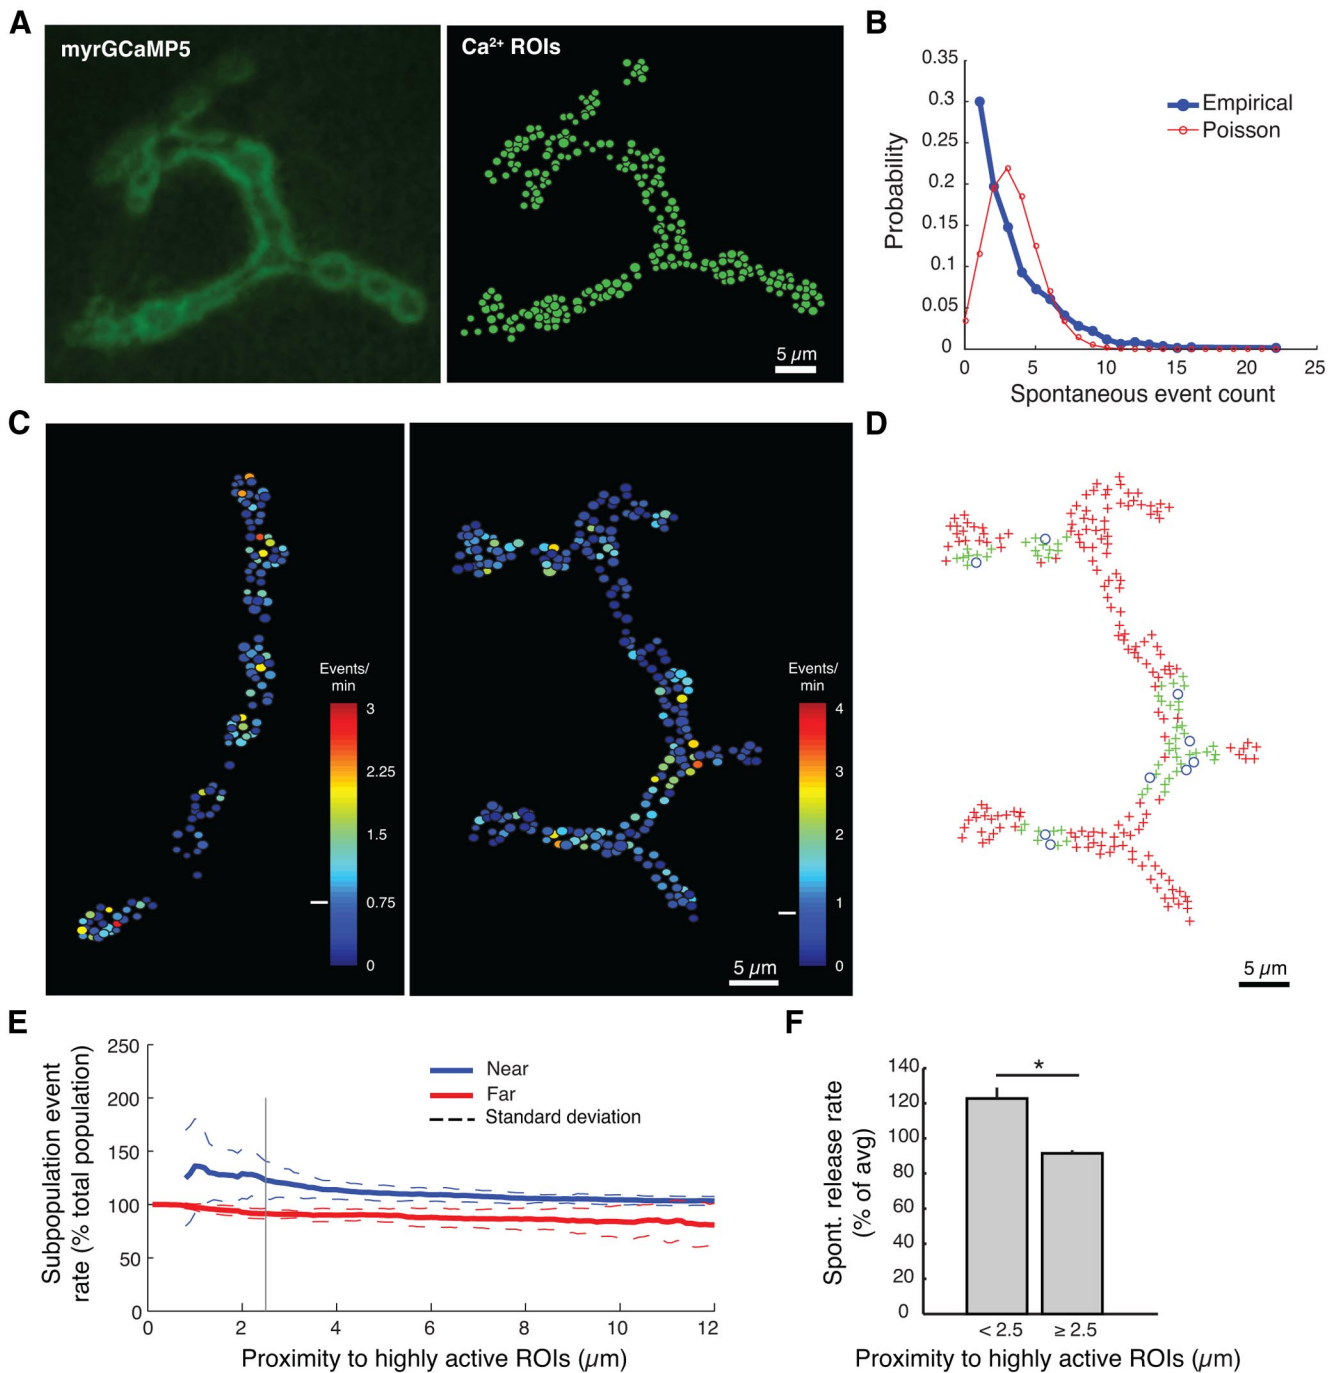 A
myrGCaMP5
Ca²⁺ ROIs
5 µm
B
0.35
0.3
0.25
0.2
0.15
0.1
0.05
0
0
5
10
15
20
25
Probability
Spontaneous event count
Empirical
Poisson
C
Events/
min
3
2.25
1.5
0.75
0
Events/
min
4
3
2
1
0
5 µm
D
5 µm
E
250
200
150
100
50
0
0
2
4
6
8
10
12
Subpopulation event
rate (% total population)
Proximity to highly active ROIs (µm)
Near
Far
Standard deviation
F
140
120
100
80
60
40
20
0
Spont. release rate
(% of avg)
*
< 2.5
≥ 2.5
Proximity to highly active ROIs (µm)